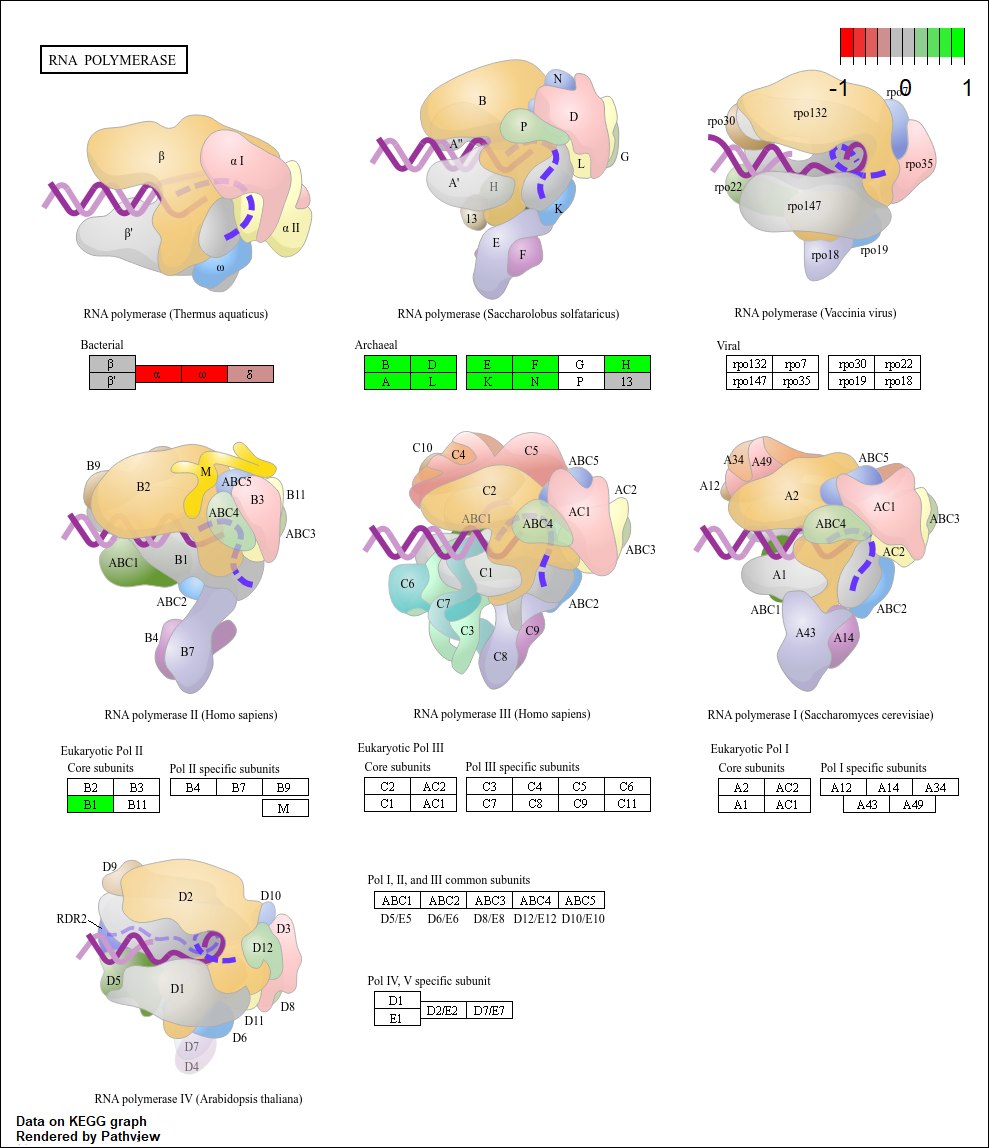 RNA POLYMERASE
-1 0 1
β
α I
α II
β'
ω
RNA polymerase (Thermus aquaticus)
B
N
D
P
G
A"
L
A'
H
K
13
E
F
RNA polymerase (Saccharolobus solfataricus)
rpo7
rpo132
rpo30
rpo35
rpo22
rpo147
rpo18
rpo19
RNA polymerase (Vaccinia virus)
Bacterial
β
β' α ω δ
Archaeal
B D E F G H
A L K N P 13
Viral
rpo132 rpo7 rpo30 rpo22
rpo147 rpo35 rpo19 rpo18
B9
M
B2
ABC5
B3
B11
ABC4
ABC3
ABC1
B1
ABC2
B4
B7
RNA polymerase II (Homo sapiens)
C10
C4
C5
ABC5
C2
AC2
ABC1
ABC4
AC1
ABC3
C1
C6
C7
ABC2
C3
C9
C8
RNA polymerase III (Homo sapiens)
A34
A49
ABC5
A12
A2
AC1
ABC4
ABC3
AC2
A1
ABC1
ABC2
A43
A14
RNA polymerase I (Saccharomyces cerevisiae)
Eukaryotic Pol II
Core subunits
Pol II specific subunits
B2 B3 B4 B7 B9
B1 B11 M
Eukaryotic Pol III
Core subunits
Pol III specific subunits
C2 AC2 C3 C4 C5 C6
C1 AC1 C7 C8 C9 C11
Eukaryotic Pol I
Core subunits
Pol I specific subunits
A2 AC2 A12 A14 A34
A1 AC1 A43 A49
D9
D2
D10
RDR2
D3
D12
D5
D1
D8
D11
D6
D7
D4
RNA polymerase IV (Arabidopsis thaliana)
Pol I, II, and III common subunits
ABC1 ABC2 ABC3 ABC4 ABC5
D5/E5 D6/E6 D8/E8 D12/E12 D10/E10
Pol IV, V specific subunit
D1
E1 D2/E2 D7/E7
Data on KEGG graph
Rendered by Pathview